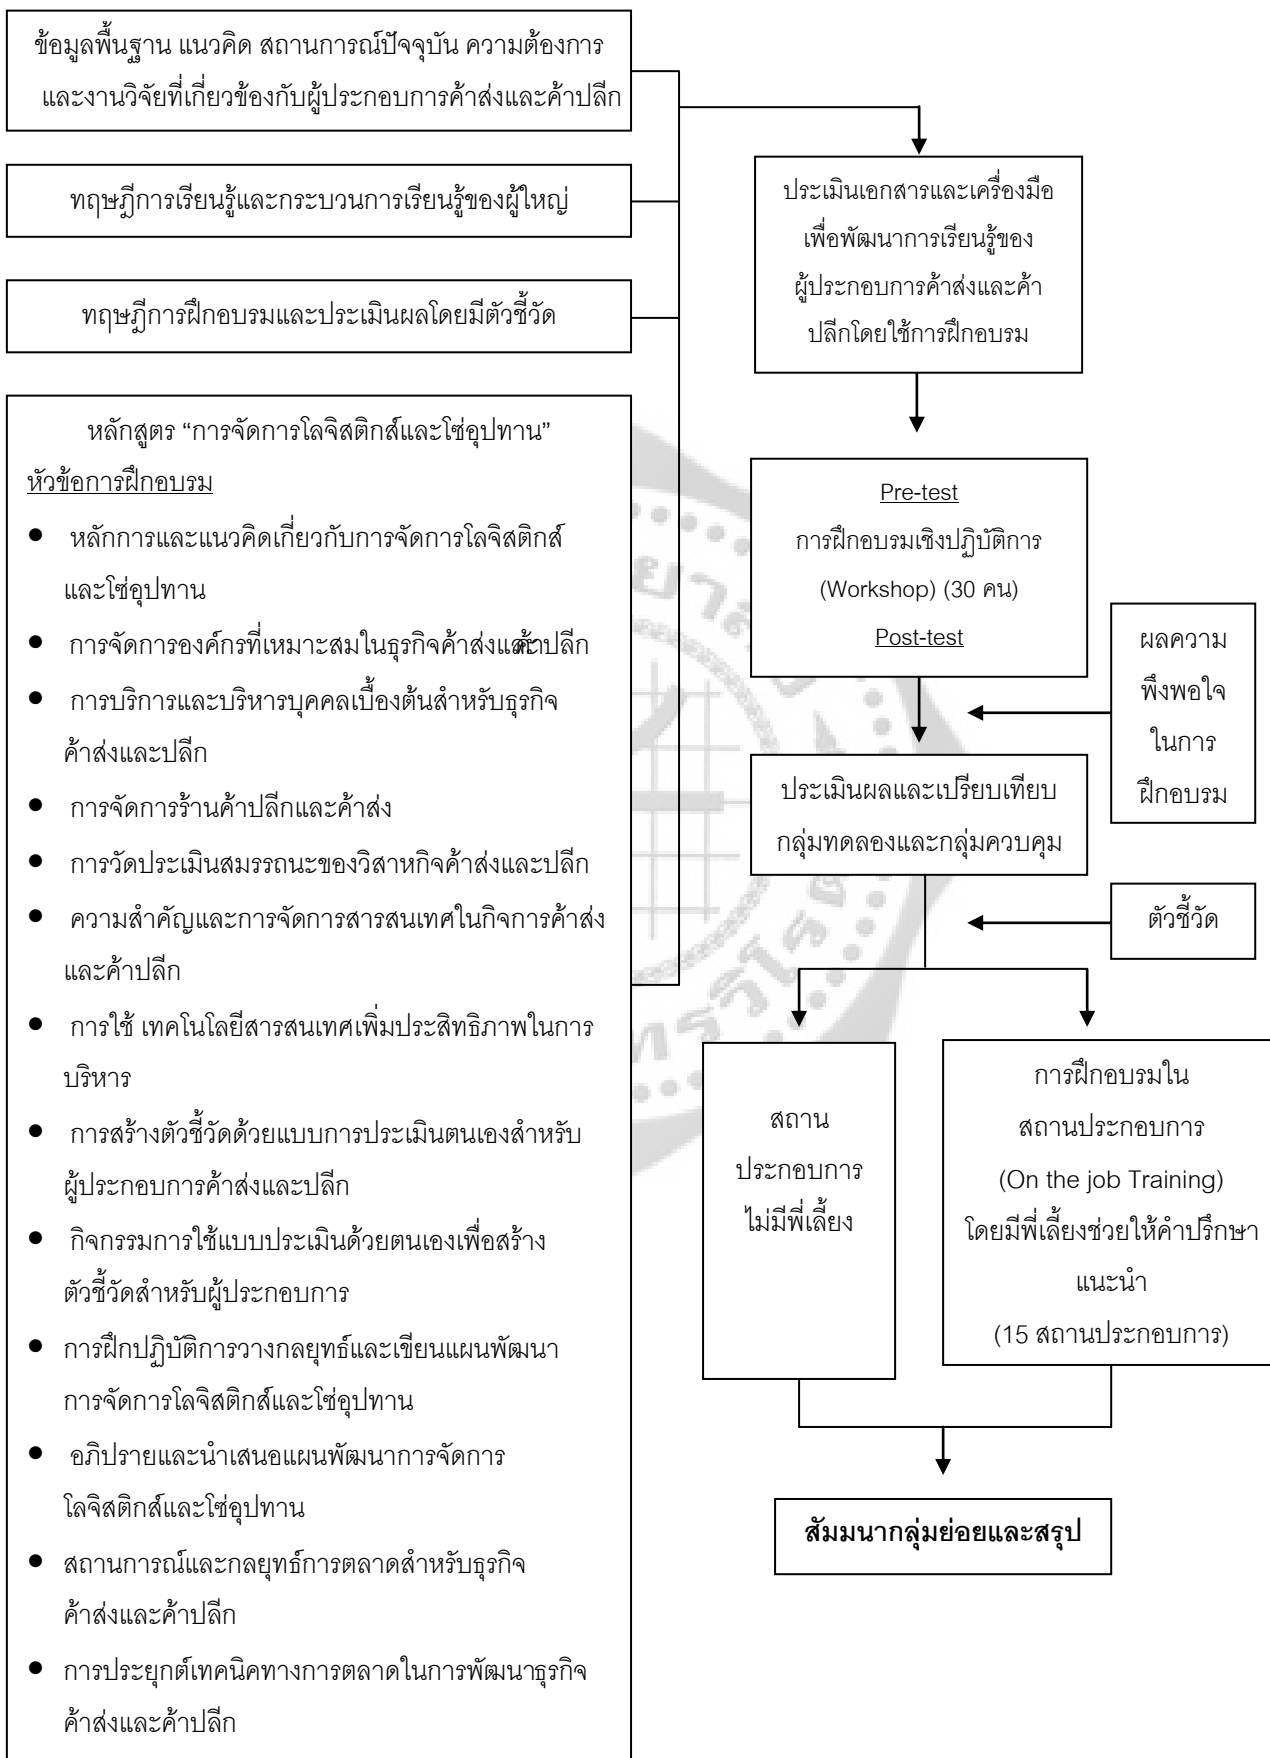 ข้อมูลพื้นฐาน แนวคิด สถานการณ์ปัจจุบัน ความต้องการ
และงานวิจัยที่เกี่ยวข้องกับผู้ประกอบการค้าส่งและค้าปลีก
ทฤษฎีการเรียนรู้และกระบวนการเรียนรู้ของผู้ใหญ่
ทฤษฎีการฝึกอบรมและประเมินผลโดยมีตัวชี้วัด
หลักสูตร “การจัดการโลจิสติกส์และโซ่อุปทาน”
หัวข้อการฝึกอบรม
● หลักการและแนวคิดเกี่ยวกับการจัดการโลจิสติกส์
และโซ่อุปทาน
● การจัดการองค์กรที่เหมาะสมในธุรกิจค้าส่งและค้าปลีก
● การบริการและบริหารบุคคลเบื้องต้นสำหรับธุรกิจ
ค้าส่งและปลีก
● การจัดการร้านค้าปลีกและค้าส่ง
● การวัดประเมินสมรรถนะของวิสาหกิจค้าส่งและปลีก
● ความสำคัญและการจัดการสารสนเทศในกิจการค้าส่ง
และค้าปลีก
● การใช้ เทคโนโลยีสารสนเทศเพิ่มประสิทธิภาพในการ
บริหาร
● การสร้างตัวชี้วัดด้วยแบบการประเมินตนเองสำหรับ
ผู้ประกอบการค้าส่งและปลีก
● กิจกรรมการใช้แบบประเมินด้วยตนเองเพื่อสร้าง
ตัวชี้วัดสำหรับผู้ประกอบการ
● การฝึกปฏิบัติการวางกลยุทธ์และเขียนแผนพัฒนา
การจัดการโลจิสติกส์และโซ่อุปทาน
● อภิปรายและนำเสนอแผนพัฒนาการจัดการ
โลจิสติกส์และโซ่อุปทาน
● สถานการณ์และกลยุทธ์การตลาดสำหรับธุรกิจ
ค้าส่งและค้าปลีก
● การประยุกต์เทคนิคทางการตลาดในการพัฒนาธุรกิจ
ค้าส่งและค้าปลีก
ประเมินเอกสารและเครื่องมือ
เพื่อพัฒนาการเรียนรู้ของ
ผู้ประกอบการค้าส่งและค้า
ปลีกโดยใช้การฝึกอบรม
Pre-test
การฝึกอบรมเชิงปฏิบัติการ
(Workshop) (30 คน)
Post-test
ผลความ
พึงพอใจ
ในการ
ฝึกอบรม
ประเมินผลและเปรียบเทียบ
กลุ่มทดลองและกลุ่มควบคุม
ตัวชี้วัด
สถาน
ประกอบการ
ไม่มีพี่เลี้ยง
การฝึกอบรมใน
สถานประกอบการ
(On the job Training)
โดยมีพี่เลี้ยงช่วยให้คำปรึกษา
แนะนำ
(15 สถานประกอบการ)
สัมมนากลุ่มย่อยและสรุป